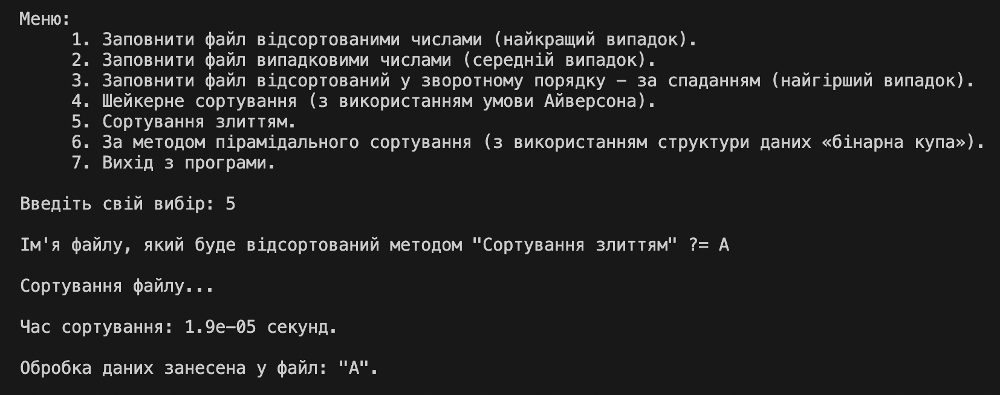 Меню:
1. Заповнити файл відсортованими числами (найкращий випадок).
2. Заповнити файл випадковими числами (середній випадок).
3. Заповнити файл відсортований у зворотному порядку – за спаданням (найгірший випадок).
4. Шейкерне сортування (з використанням умови Айверсона).
5. Сортування злиттям.
6. За методом пірамідального сортування (з використанням структури даних «бінарна купа»).
7. Вихід з програми.
Введіть свій вибір: 5
Ім'я файлу, який буде відсортований методом "Сортування злиттям" ?= A
Сортування файлу...
Час сортування: 1.9e-05 секунд.
Обробка даних занесена у файл: "A".